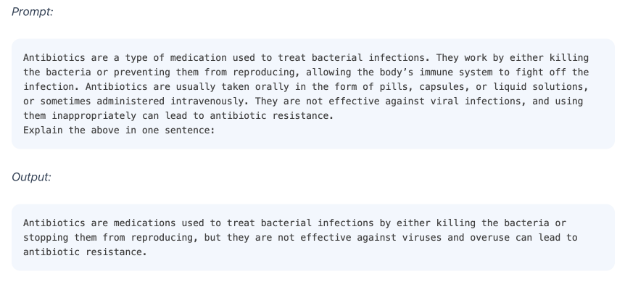 Prompt:
Antibiotics are a type of medication used to treat bacterial infections. They work by either killing
the bacteria or preventing them from reproducing, allowing the body's immune system to fight off the
infection. Antibiotics are usually taken orally in the form of pills, capsules, or liquid solutions,
or sometimes administered intravenously. They are not effective against viral infections, and using
them inappropriately can lead to antibiotic resistance.
Explain the above in one sentence:
Output:
Antibiotics are medications used to treat bacterial infections by either killing the bacteria or
stopping them from reproducing, but they are not effective against viruses and overuse can lead to
antibiotic resistance.